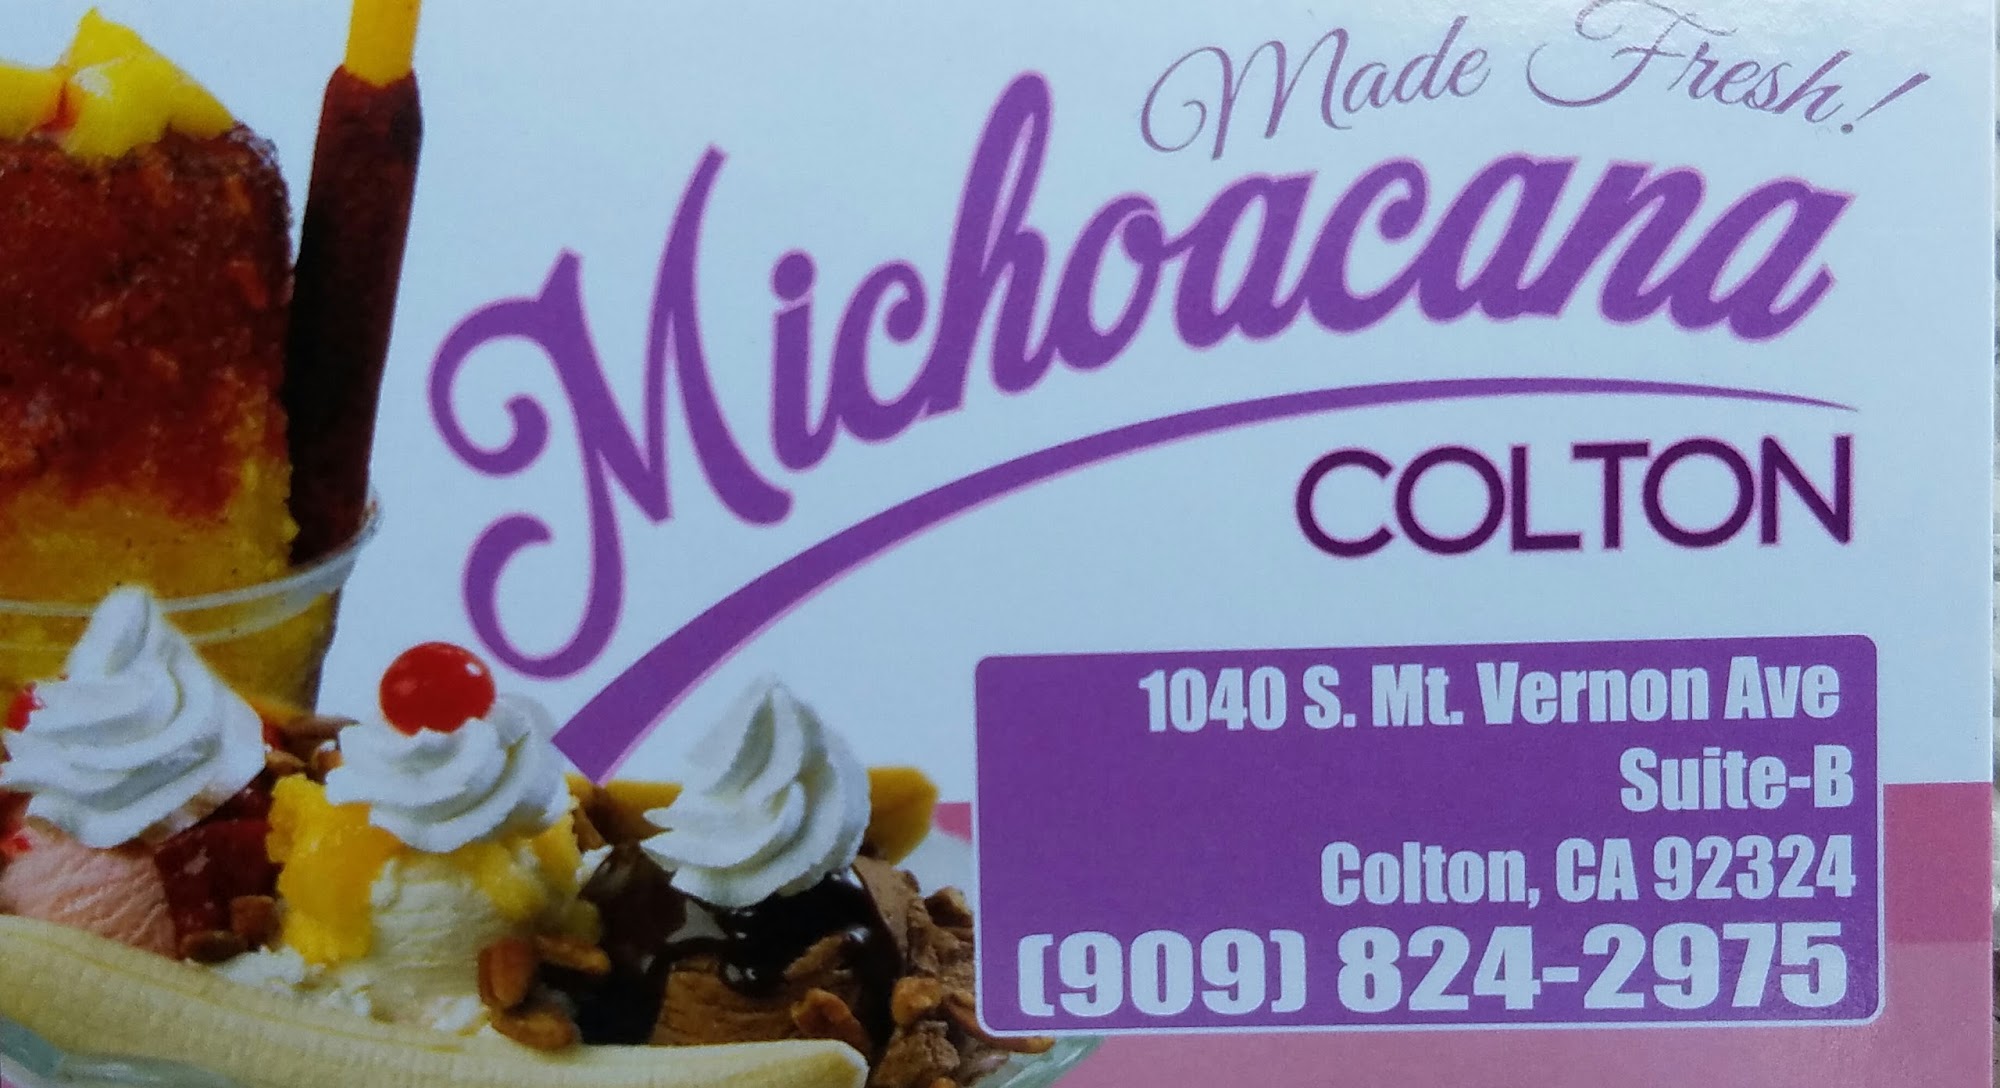 Made Fresh!
Michoacana
COLTON
1040 S. Mt. Vernon Ave
Suite-B
Colton, CA 92324
(909) 824-2975